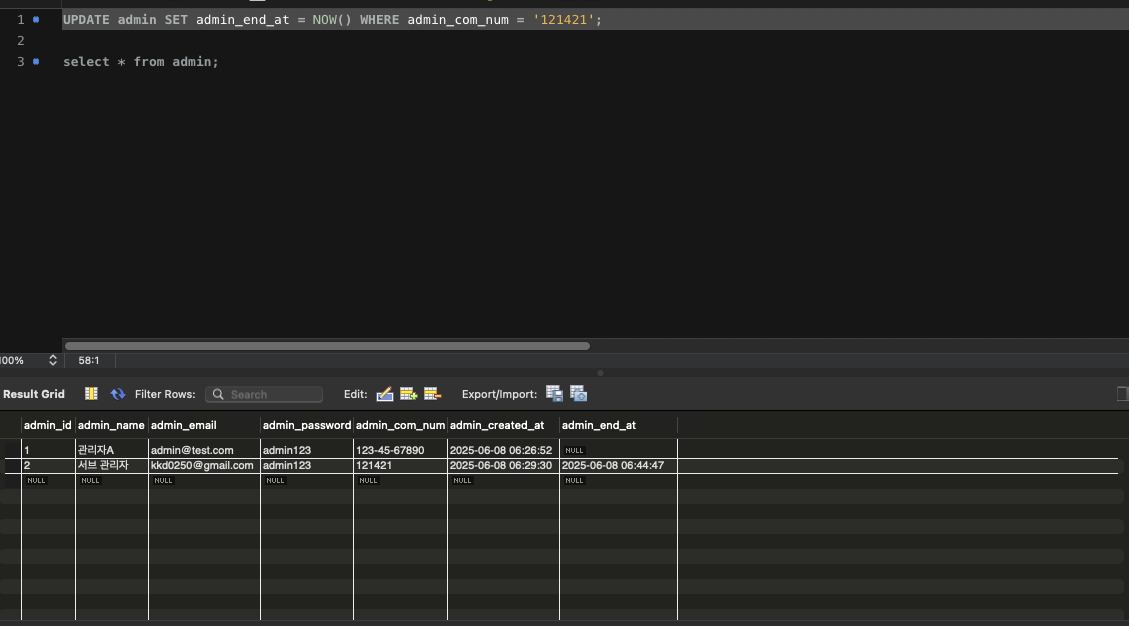 1 UPDATE admin SET admin_end_at = NOW() WHERE admin_com_num = '121421';
2
3 select * from admin;
100% 58:1
Result Grid Filter Rows: Search Edit: Export/Import:
admin_id admin_name admin_email admin_password admin_com_num admin_created_at admin_end_at
1 관리자A admin@test.com admin123 123-45-67890 2025-06-08 06:26:52 NULL
2 서브 관리자 kkd0250@gmail.com admin123 121421 2025-06-08 06:29:30 2025-06-08 06:44:47
NULL NULL NULL NULL NULL NULL NULL